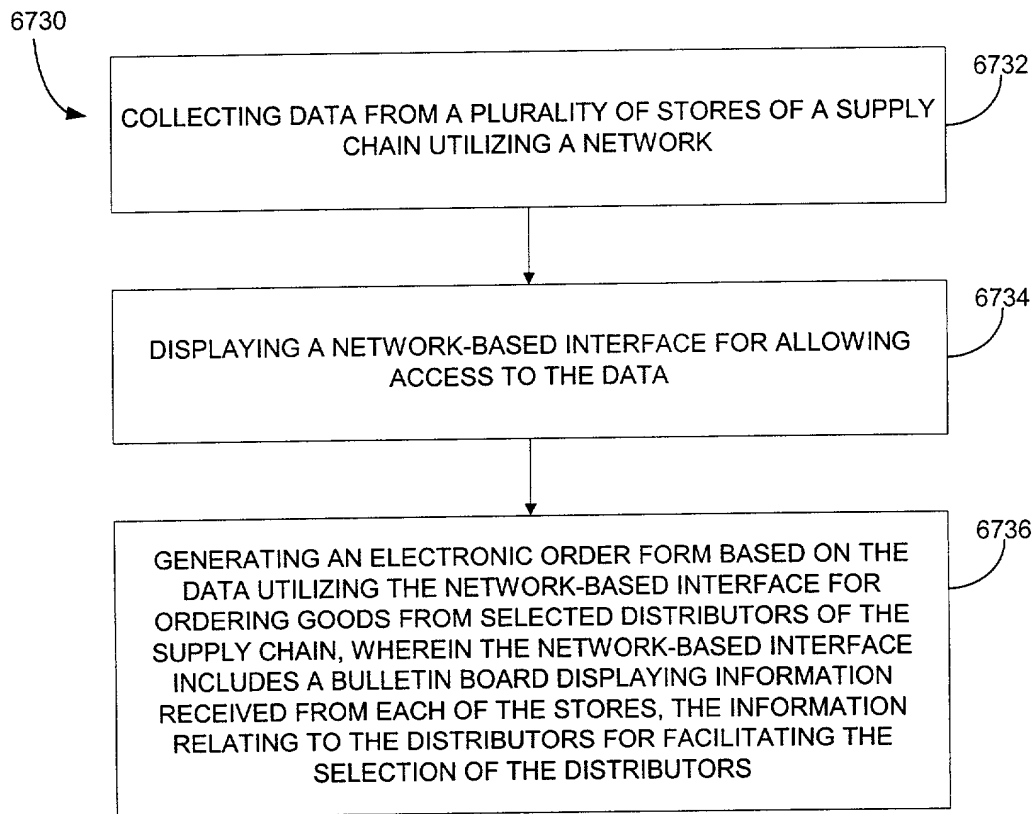 6730
6732
COLLECTING DATA FROM A PLURALITY OF STORES OF A SUPPLY
CHAIN UTILIZING A NETWORK
6734
DISPLAYING A NETWORK-BASED INTERFACE FOR ALLOWING
ACCESS TO THE DATA
6736
GENERATING AN ELECTRONIC ORDER FORM BASED ON THE
DATA UTILIZING THE NETWORK-BASED INTERFACE FOR
ORDERING GOODS FROM SELECTED DISTRIBUTORS OF THE
SUPPLY CHAIN, WHEREIN THE NETWORK-BASED INTERFACE
INCLUDES A BULLETIN BOARD DISPLAYING INFORMATION
RECEIVED FROM EACH OF THE STORES, THE INFORMATION
RELATING TO THE DISTRIBUTORS FOR FACILITATING THE
SELECTION OF THE DISTRIBUTORS